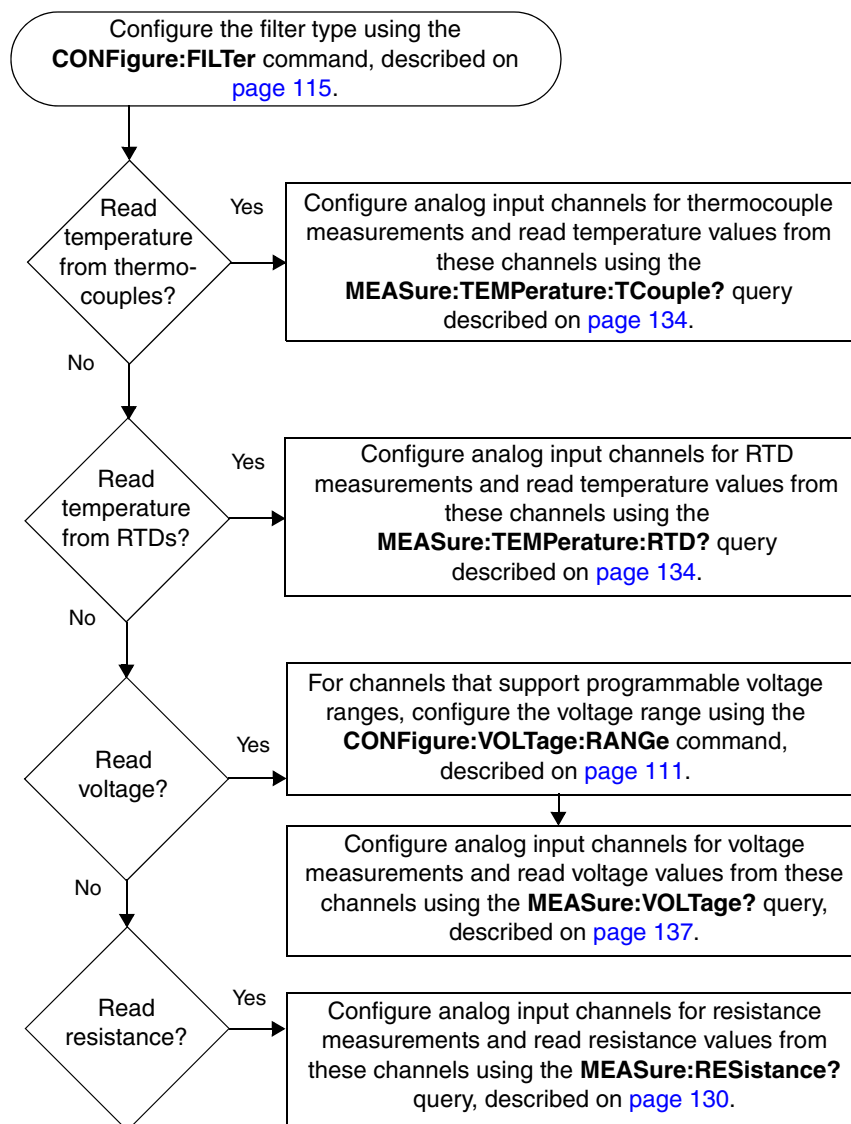 Configure the filter type using the
CONFigure:FILTer command, described on
page 115.
Read
temperature
from thermo-
couples?
Yes
Configure analog input channels for thermocouple
measurements and read temperature values from
these channels using the
MEASure:TEMPerature:TCouple? query
described on page 134.
No
Read
temperature
from RTDs?
Yes
Configure analog input channels for RTD
measurements and read temperature values from
these channels using the
MEASure:TEMPerature:RTD? query
described on page 134.
No
Read
voltage?
Yes
For channels that support programmable voltage
ranges, configure the voltage range using the
CONFigure:VOLTage:RANGe command,
described on page 111.
Configure analog input channels for voltage
measurements and read voltage values from these
channels using the MEASure:VOLTage? query,
described on page 137.
No
Read
resistance?
Yes
Configure analog input channels for resistance
measurements and read resistance values from
these channels using the MEASure:RESistance?
query, described on page 130.